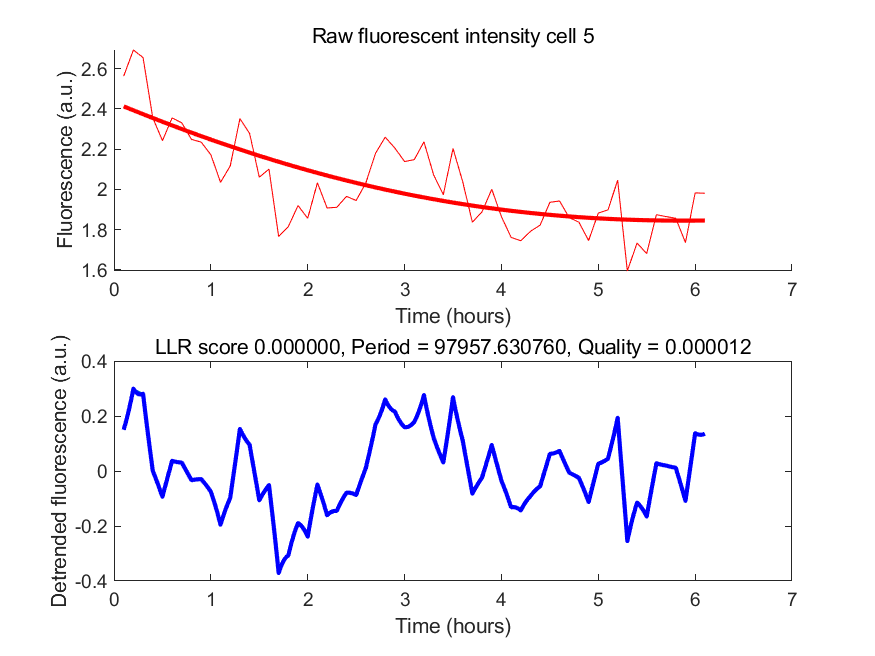 Raw fluorescent intensity cell 5
Fluorescence (a.u.)
2.6
2.4
2.2
2
1.8
1.6
0 1 2 3 4 5 6 7
Time (hours)
LLR score 0.000000, Period = 97957.630760, Quality = 0.000012
Detrended fluorescence (a.u.)
0.4
0.2
0
-0.2
-0.4
0 1 2 3 4 5 6 7
Time (hours)